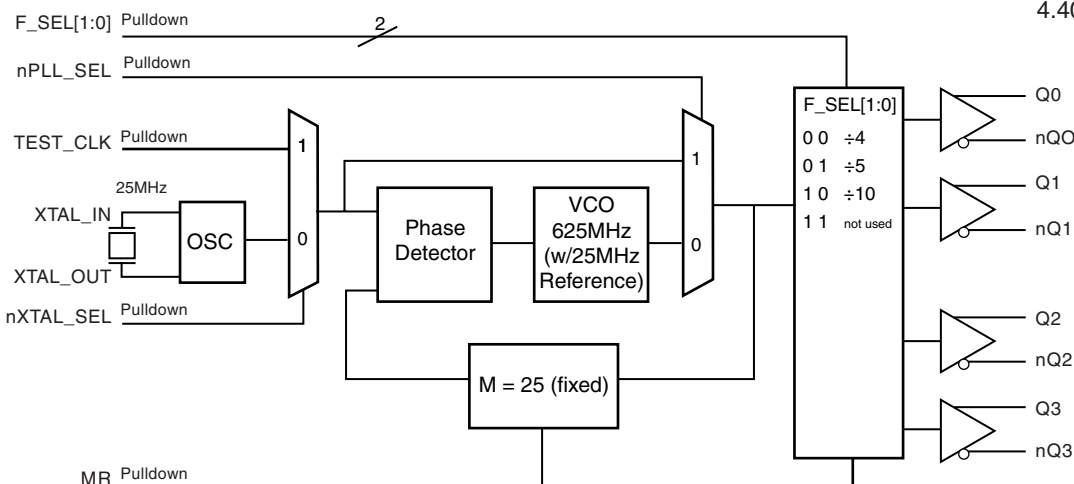 4.40
F_SEL[1:0] Pulldown
2
nPLL_SEL Pulldown
F_SEL[1:0]
0 0 ÷4
0 1 ÷5
1 0 ÷10
1 1 not used
TEST_CLK Pulldown
1
0
25MHz
XTAL_IN
XTAL_OUT
OSC
nXTAL_SEL Pulldown
Phase
Detector
VCO
625MHz
(w/25MHz
Reference)
1
0
M = 25 (fixed)
MR Pulldown
Q0
nQO
Q1
nQ1
Q2
nQ2
Q3
nQ3